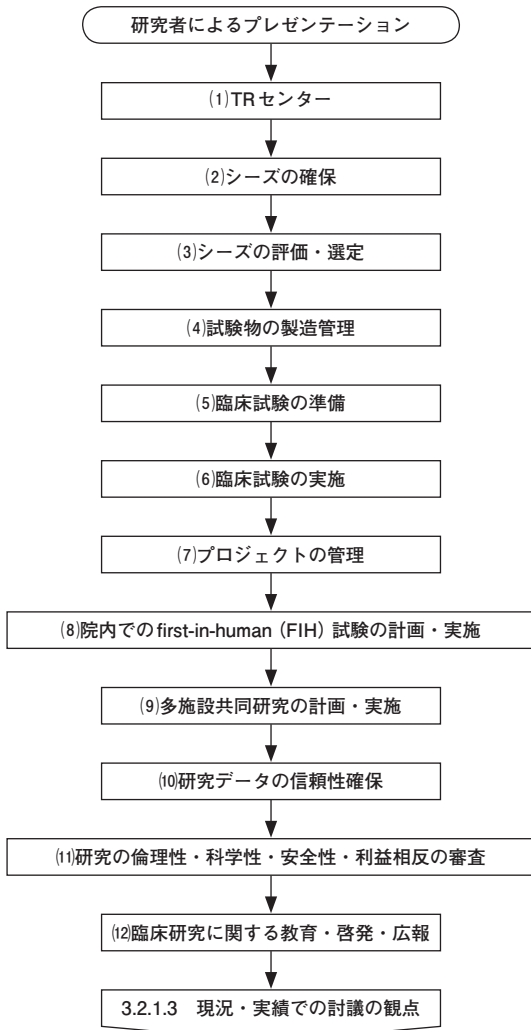 研究者によるプレゼンテーション
⑴TRセンター
⑵シーズの確保
⑶シーズの評価・選定
⑷試験物の製造管理
⑸臨床試験の準備
⑹臨床試験の実施
⑺プロジェクトの管理
⑻院内でのfirst-in-human（FIH）試験の計画・実施
⑼多施設共同研究の計画・実施
⑽研究データの信頼性確保
⑾研究の倫理性・科学性・安全性・利益相反の審査
⑿臨床研究に関する教育・啓発・広報
3.2.1.3　現況・実績での討議の観点